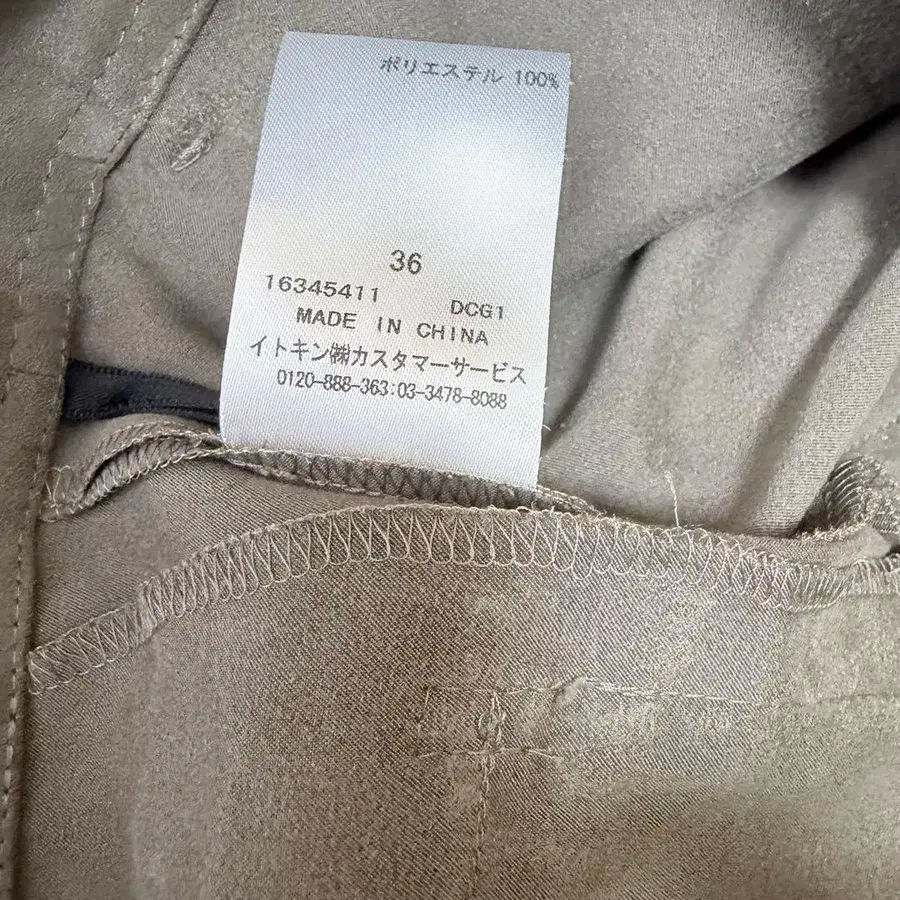 ポリエステル 100%
36
16345411 DCG1
MADE IN CHINA
イトキン㈱カスタマーサービス
0120-888-363:03-3478-8088